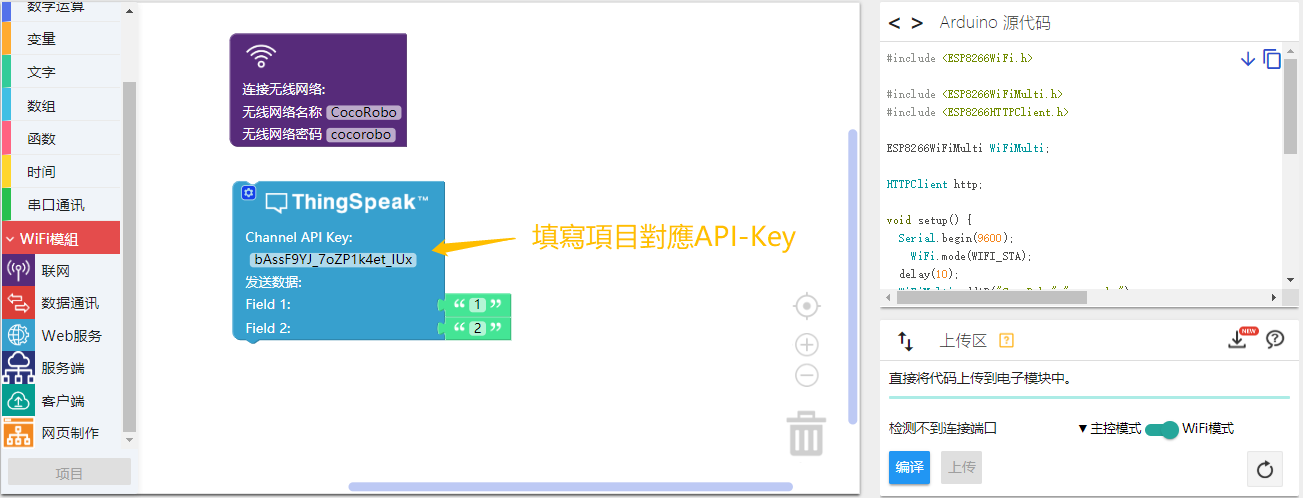 数字运算
变量
文字
数组
函数
时间
串口通讯
WiFi模組
联网
数据通讯
Web服务
服务端
客户端
网页制作
项目
连接无线网络:
无线网络名称 CocoRobo
无线网络密码 cocorobo
ThingSpeak™
Channel API Key:
bAssF9YJ_7oZP1k4et_IUx
发送数据:
Field 1: “ 1 ”
Field 2: “ 2 ”
填寫項目對應API-Key
< > Arduino 源代码
#include <ESP8266WiFi.h>
#include <ESP8266WiFiMulti.h>
#include <ESP8266HTTPClient.h>
ESP8266WiFiMulti WiFiMulti;
HTTPClient http;
void setup() {
Serial.begin(9600);
WiFi.mode(WIFI_STA);
delay(10);
上传区 ?
NEW
直接将代码上传到电子模块中。
检测不到连接端口 ▼主控模式 WiFi模式
编译 上传